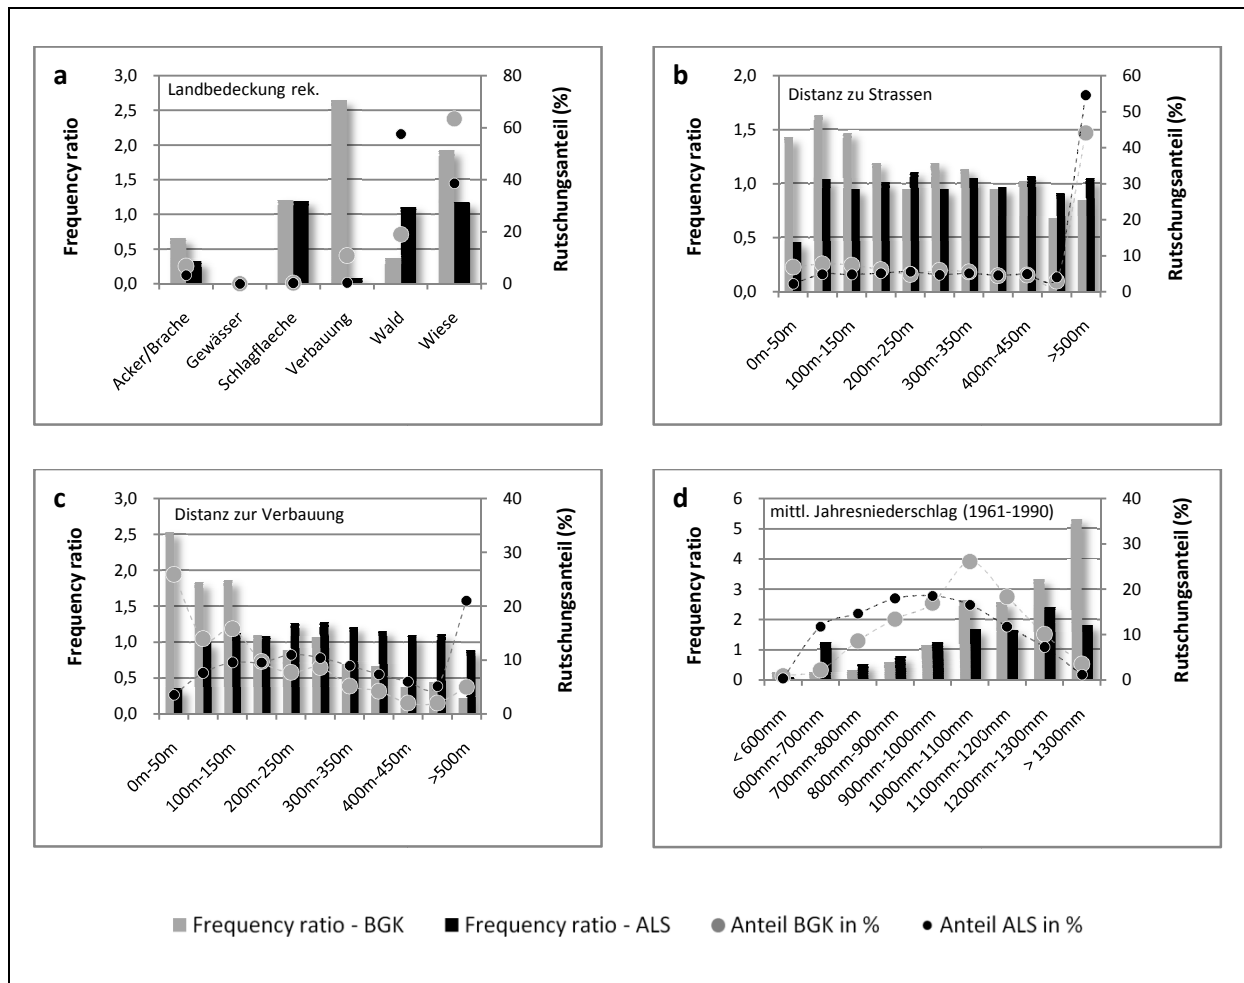 a
Landbedeckung rek.
Frequency ratio
3,0
2,5
2,0
1,5
1,0
0,5
0,0
80
60
40
20
0
Rutschungsanteil (%)
Acker/Brache
Gewässer
Schlagflaeche
Verbauung
Wald
Wiese
b
Distanz zu Strassen
Frequency ratio
2,0
1,5
1,0
0,5
0,0
60
50
40
30
20
10
0
Rutschungsanteil (%)
0m-50m
100m-150m
200m-250m
300m-350m
400m-450m
>500m
c
Distanz zur Verbauung
Frequency ratio
3,0
2,5
2,0
1,5
1,0
0,5
0,0
40
30
20
10
0
Rutschungsanteil (%)
0m-50m
100m-150m
200m-250m
300m-350m
400m-450m
>500m
d
mittl. Jahresniederschlag (1961-1990)
Frequency ratio
6
5
4
3
2
1
0
40
30
20
10
0
Rutschungsanteil (%)
< 600mm
600mm-700mm
700mm-800mm
800mm-900mm
900mm-1000mm
1000mm-1100mm
1100mm-1200mm
1200mm-1300mm
> 1300mm
Frequency ratio - BGK
Frequency ratio - ALS
Anteil BGK in %
Anteil ALS in %